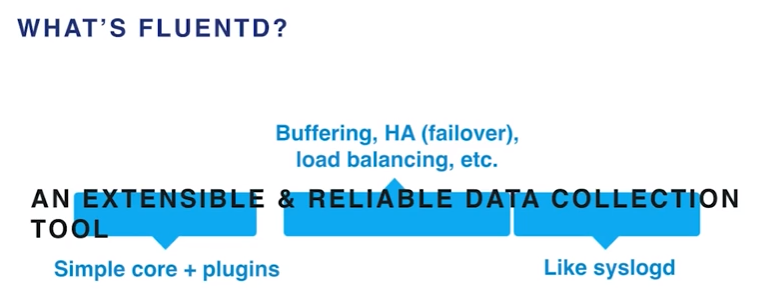 WHAT'S FLUENTD?
Buffering, HA (failover),
load balancing, etc.
AN EXTENSIBLE & RELIABLE DATA COLLECTION
TOOL
Simple core + plugins
Like syslogd